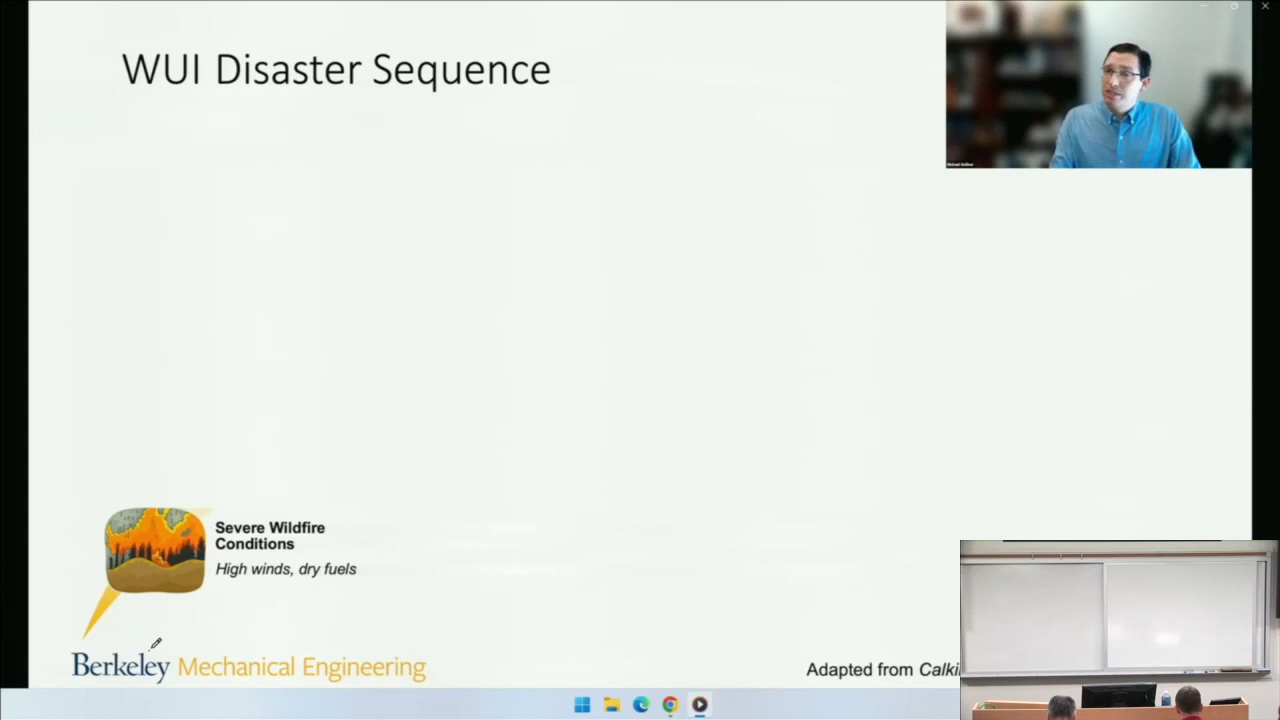 WUI Disaster Sequence
Severe Wildfire
Conditions
High winds, dry fuels
Berkeley Mechanical Engineering
Adapted from Calki